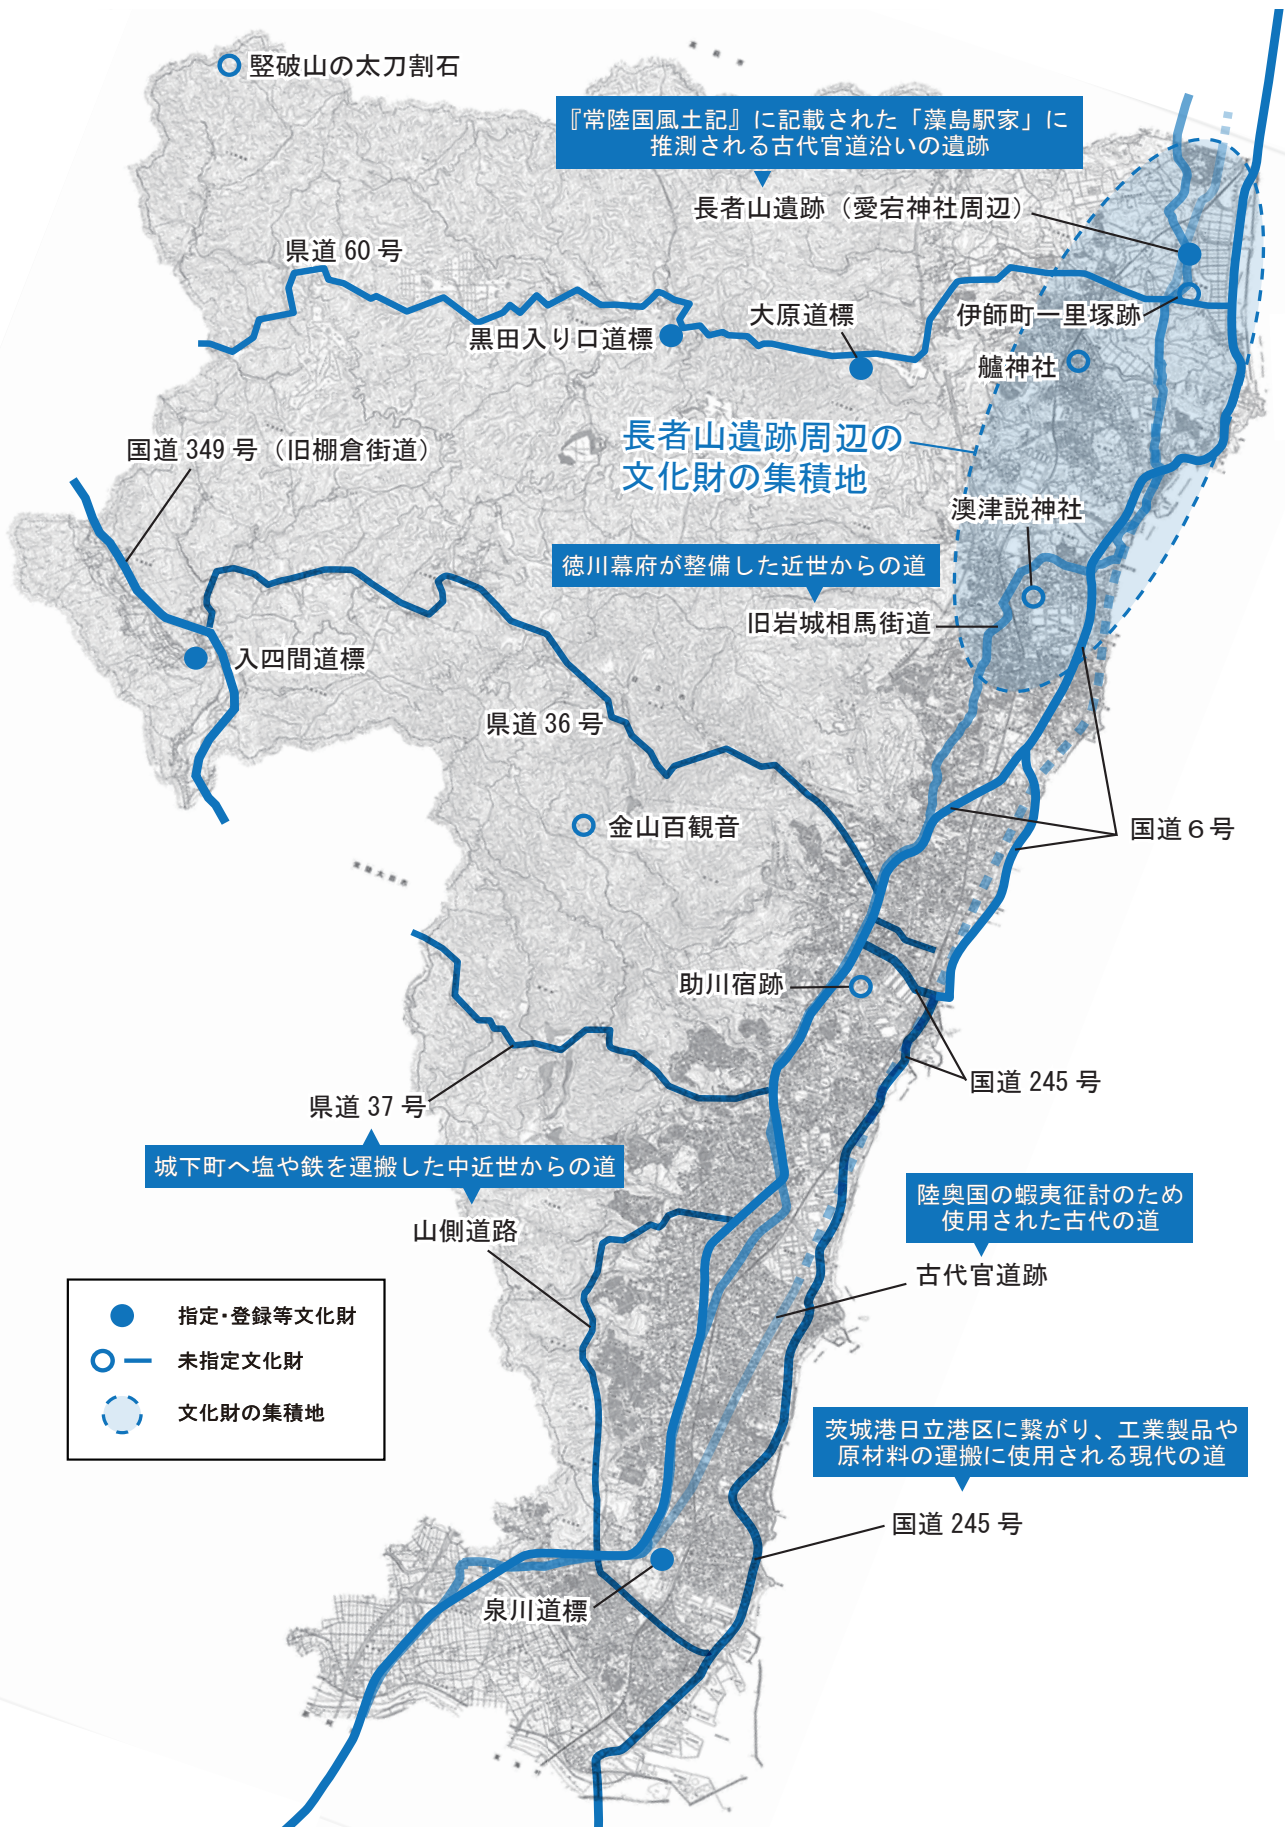 竪破山の太刀割石
『常陸国風土記』に記載された「藻島駅家」に
推測される古代官道沿いの遺跡
長者山遺跡（愛宕神社周辺）
県道 60 号
大原道標
伊師町一里塚跡
黒田入り口道標
艫神社
長者山遺跡周辺の
文化財の集積地
国道 349 号（旧棚倉街道）
澳津説神社
徳川幕府が整備した近世からの道
旧岩城相馬街道
入四間道標
県道 36 号
金山百観音
国道６号
助川宿跡
国道 245 号
県道 37 号
城下町へ塩や鉄を運搬した中近世からの道
山側道路
陸奥国の蝦夷征討のため
使用された古代の道
古代官道跡
指定・登録等文化財
未指定文化財
文化財の集積地
茨城港日立港区に繋がり、工業製品や
原材料の運搬に使用される現代の道
国道 245 号
泉川道標